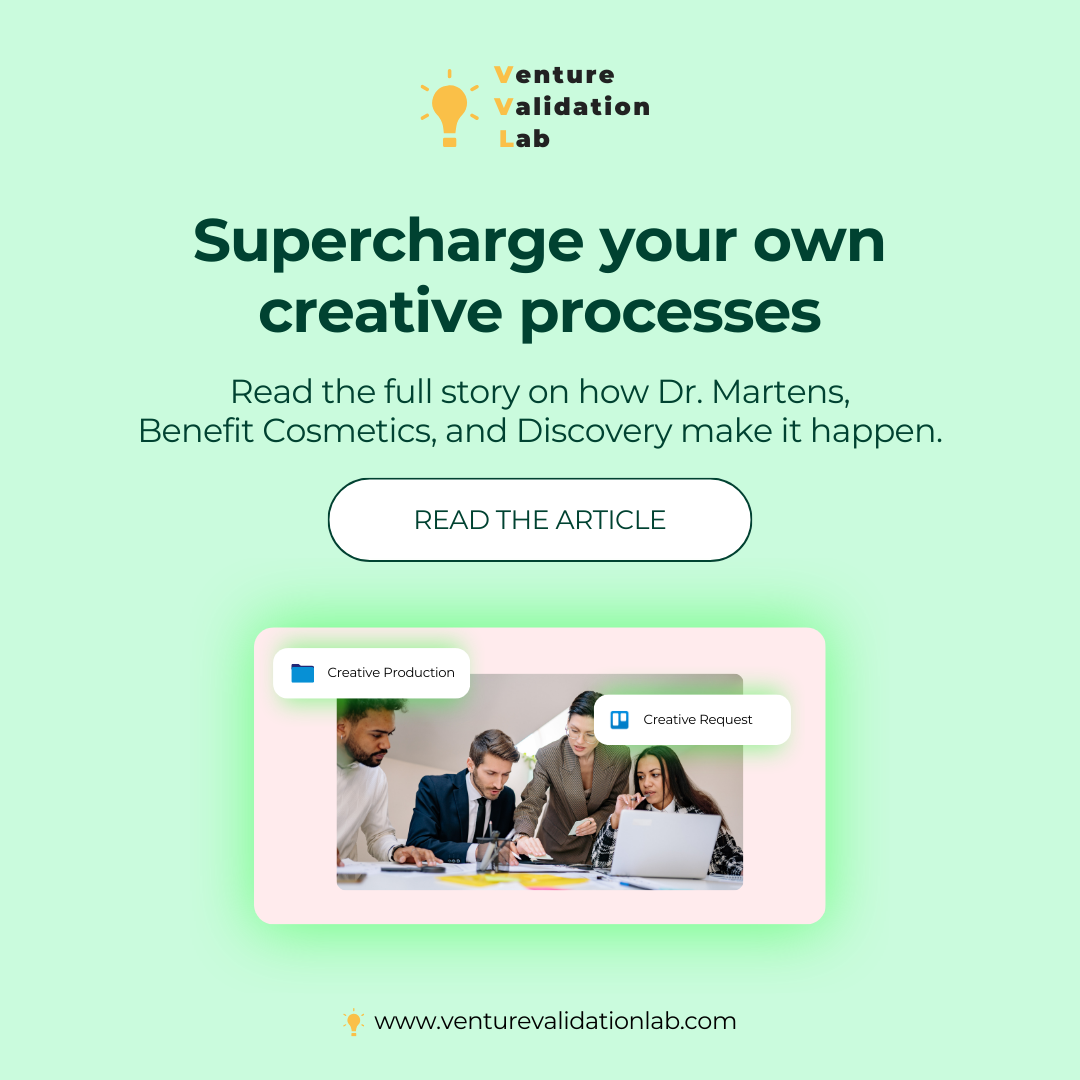 Venture
Validation
Lab
Supercharge your own
creative processes
Read the full story on how Dr. Martens,
Benefit Cosmetics, and Discovery make it happen.
READ THE ARTICLE
Creative Production
Creative Request
www.venturevalidationlab.com